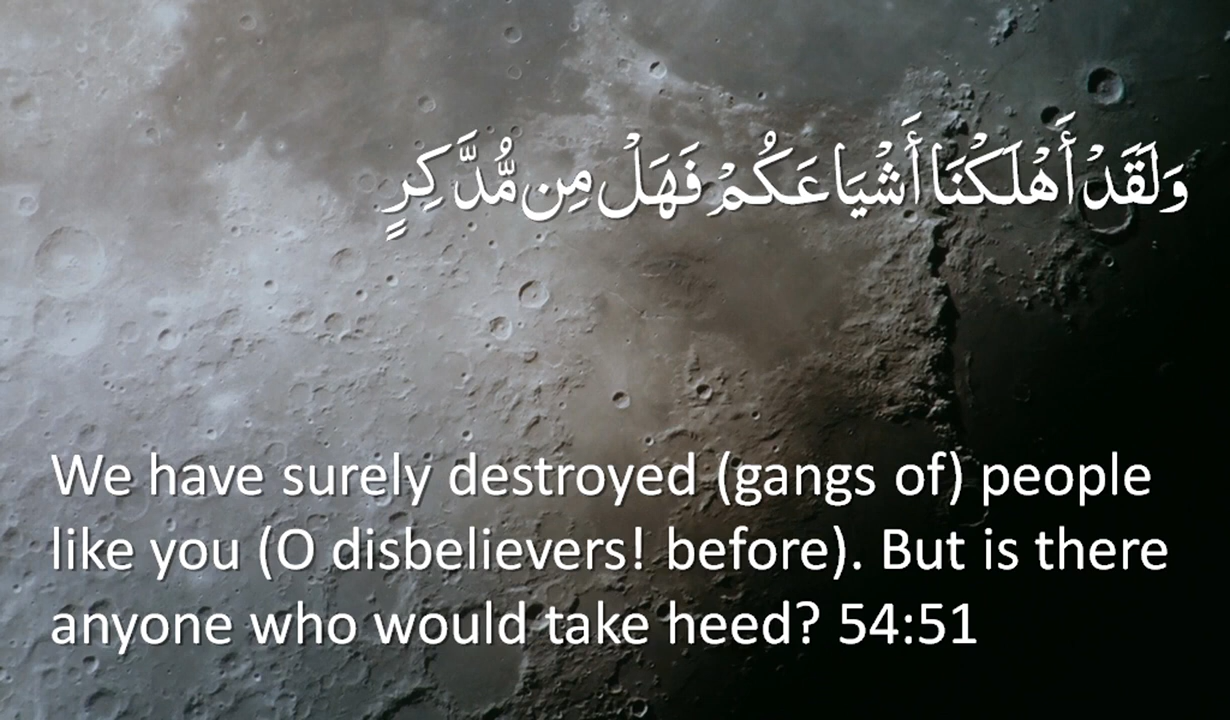 وَلَقَدْ أَهْلَكْنَا أَشْيَاعَكُمْ فَهَلْ مِن مُّدَّكِرٍ
We have surely destroyed (gangs of) people
like you (O disbelievers! before). But is there
anyone who would take heed? 54:51